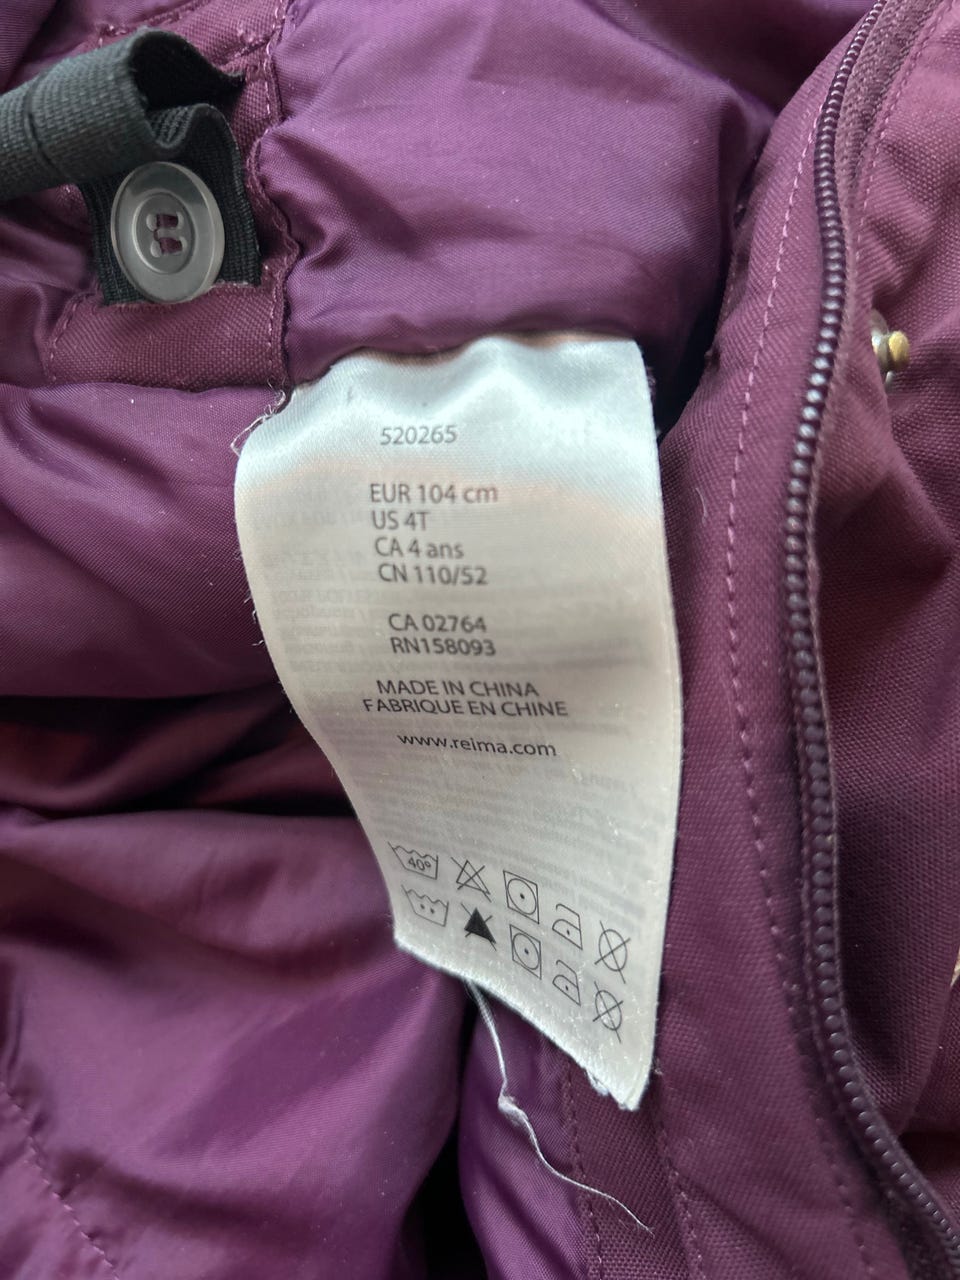 520265
EUR 104 cm
US 4T
CA 4 ans
CN 110/52
CA 02764
RN158093
MADE IN CHINA
FABRIQUE EN CHINE
www.reima.com
40°